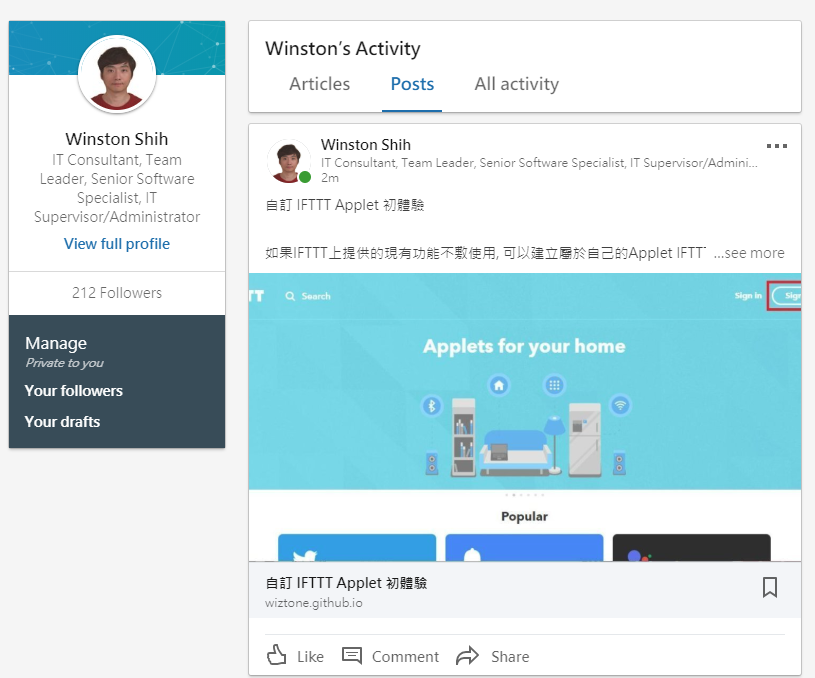 Winston Shih
IT Consultant, Team
Leader, Senior Software
Specialist, IT
Supervisor/Administrator
View full profile
212 Followers
Manage
Private to you
Your followers
Your drafts
Winston's Activity
Articles
Posts
All activity
Winston Shih
IT Consultant, Team Leader, Senior Software Specialist, IT Supervisor/Admini...
2m
自訂 IFTTT Applet 初體驗
如果IFTTT上提供的現有功能不敷使用, 可以建立屬於自己的Applet IFTT ...see more
TT
Search
Sign in
Sign
Applets for your home
Popular
自訂 IFTTT Applet 初體驗
wiztone.github.io
Like
Comment
Share